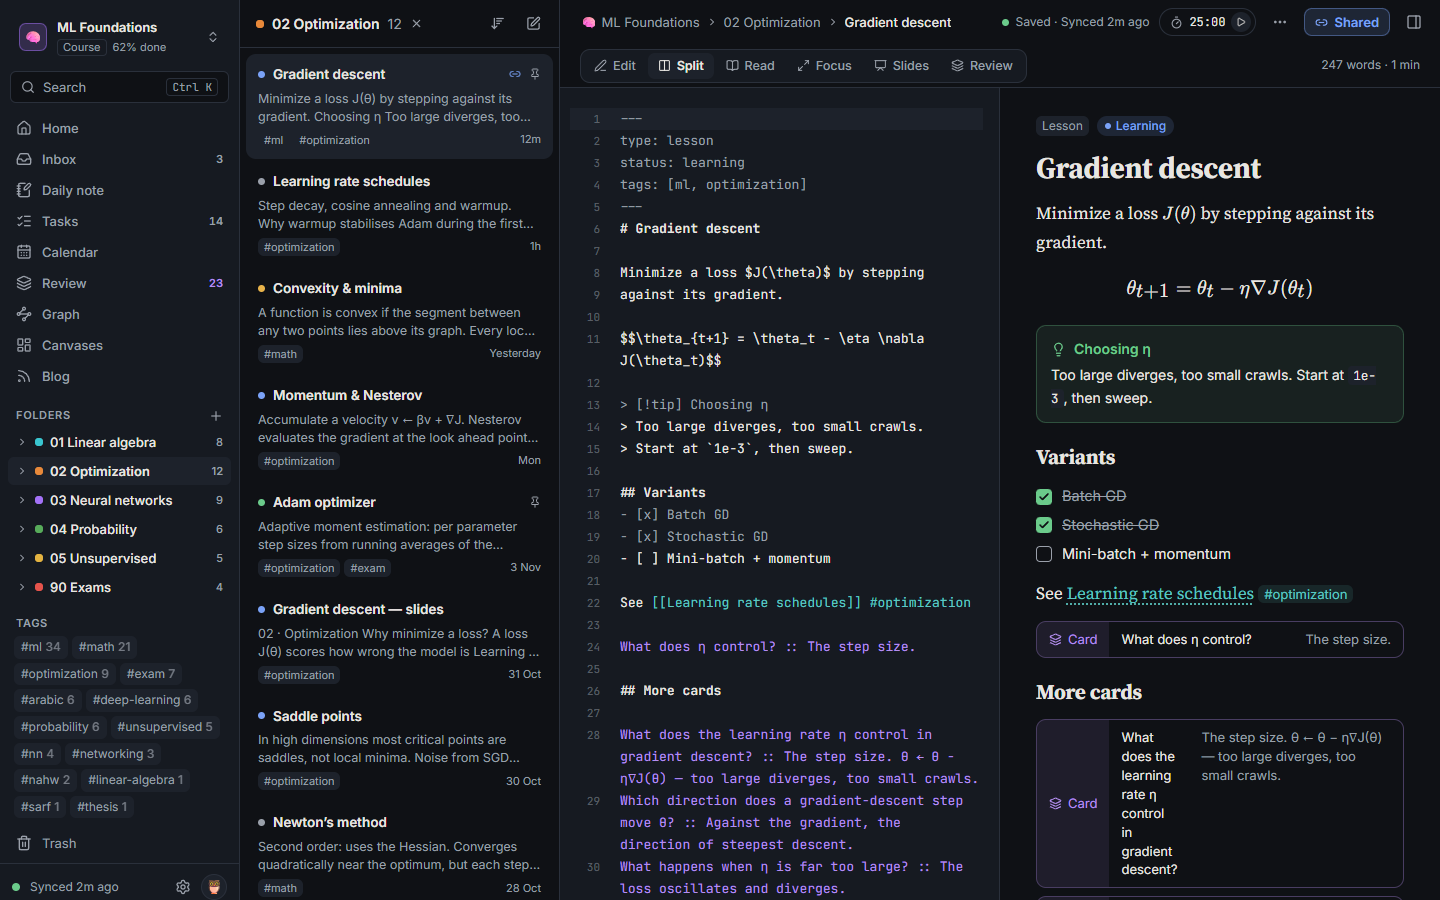 ML Foundations
Course 62% done
Search Ctrl K
Home
Inbox 3
Daily note
Tasks 14
Calendar
Review 23
Graph
Canvases
Blog
FOLDERS
01 Linear algebra 8
02 Optimization 12
03 Neural networks 9
04 Probability 6
05 Unsupervised 5
90 Exams 4
TAGS
#ml 34 #math 21
#optimization 9 #exam 7
#arabic 6 #deep-learning 6
#probability 6 #unsupervised 5
#nn 4 #networking 3
#nahw 2 #linear-algebra 1
#sarf 1 #thesis 1
Trash
Synced 2m ago
02 Optimization 12
Gradient descent
Minimize a loss J(θ) by stepping against its
gradient. Choosing η Too large diverges, too...
#ml #optimization 12m
Learning rate schedules
Step decay, cosine annealing and warmup.
Why warmup stabilises Adam during the first...
#optimization 1h
Convexity & minima
A function is convex if the segment between
any two points lies above its graph. Every loc...
#math Yesterday
Momentum & Nesterov
Accumulate a velocity v ← βv + ∇J. Nesterov
evaluates the gradient at the look ahead point...
#optimization Mon
Adam optimizer
Adaptive moment estimation: per parameter
step sizes from running averages of the...
#optimization #exam 3 Nov
Gradient descent — slides
02 · Optimization Why minimize a loss? A loss
J(θ) scores how wrong the model is Learning ...
#optimization 31 Oct
Saddle points
In high dimensions most critical points are
saddles, not local minima. Noise from SGD...
#optimization 30 Oct
Newton's method
Second order: uses the Hessian. Converges
quadratically near the optimum, but each step...
#math 28 Oct
ML Foundations › 02 Optimization › Gradient descent
Saved · Synced 2m ago 25:00 Shared
Edit Split Read Focus Slides Review
247 words · 1 min
1 ---
2 type: lesson
3 status: learning
4 tags: [ml, optimization]
5 ---
6 # Gradient descent
7
8 Minimize a loss $J(\theta)$ by stepping
9 against its gradient.
10
11 $$\theta_{t+1} = \theta_t - \eta \nabla
J(\theta_t)$$
12
13 > [!tip] Choosing η
14 > Too large diverges, too small crawls.
15 > Start at `1e-3`, then sweep.
16
17 ## Variants
18 - [x] Batch GD
19 - [x] Stochastic GD
20 - [ ] Mini-batch + momentum
21
22 See [[Learning rate schedules]] #optimization
23
24 What does η control? :: The step size.
25
26 ## More cards
27
28 What does the learning rate η control in
gradient descent? :: The step size. θ ← θ -
η∇J(θ) — too large diverges, too small crawls.
29 Which direction does a gradient-descent step
move θ? :: Against the gradient, the
direction of steepest descent.
30 What happens when η is far too large? :: The
loss oscillates and diverges.
Lesson Learning
Gradient descent
Minimize a loss J(θ) by stepping against its
gradient.
θt+1 = θt − η∇J(θt)
Choosing η
Too large diverges, too small crawls. Start at 1e-
3 , then sweep.
Variants
Batch GD
Stochastic GD
Mini-batch + momentum
See Learning rate schedules #optimization
Card What does η control? The step size.
More cards
Card
What
does the
learning
rate η
control
in
gradient
descent?
The step size. θ ← θ − η∇J(θ)
— too large diverges, too
small crawls.